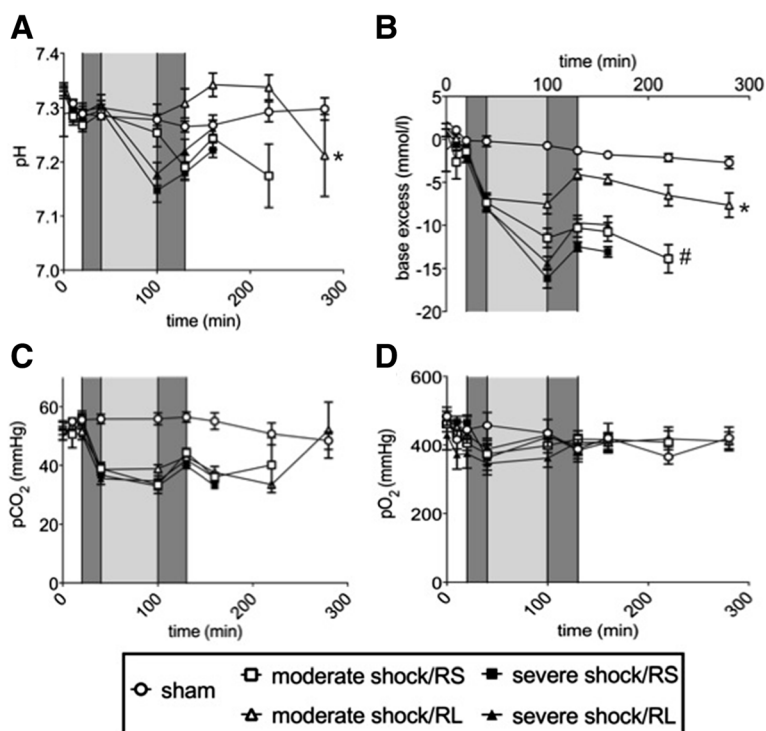 A
7.4
7.3
7.2
7.1
7.0
pH
0
100
200
300
time (min)
*
B
time (min)
0
100
200
300
5
0
-5
-10
-15
-20
base excess (mmol/l)
*
#
C
60
40
20
0
pCO2 (mmHg)
0
100
200
300
time (min)
D
600
400
200
0
pO2 (mmHg)
0
100
200
300
time (min)
sham
moderate shock/RS
severe shock/RS
moderate shock/RL
severe shock/RL